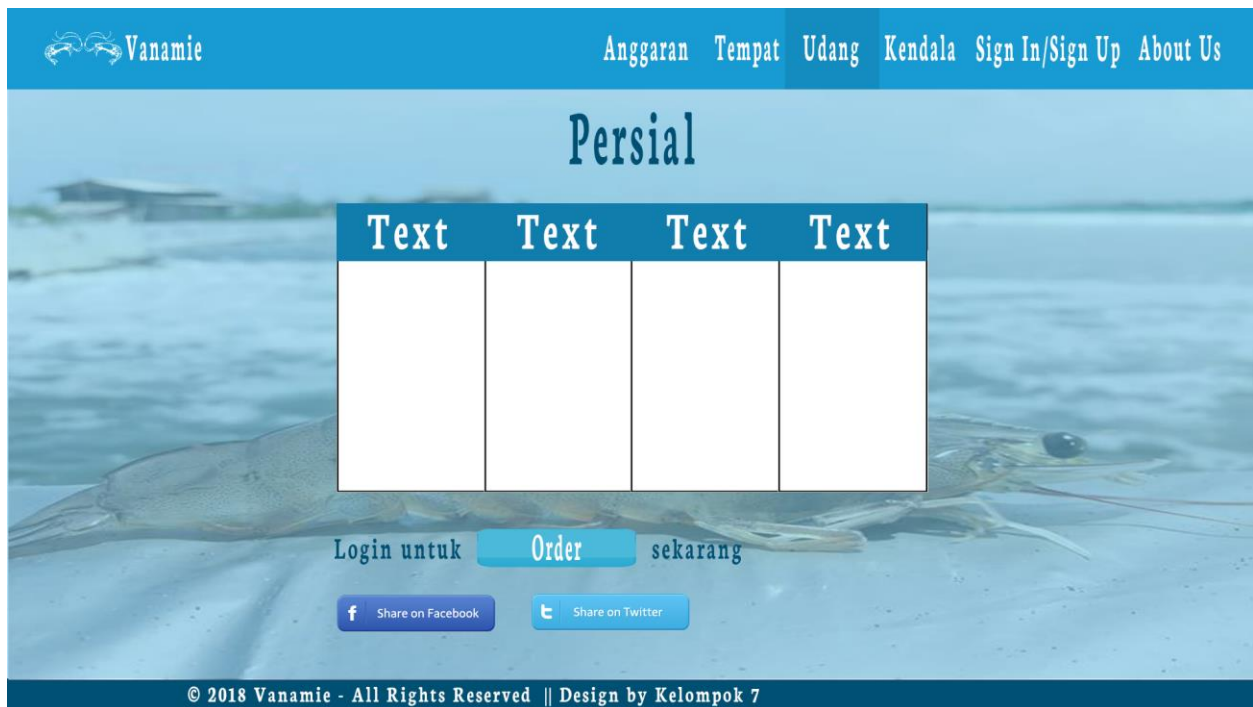 Vanamie Anggaran Tempat Udang Kendala Sign In/Sign Up About Us
Persial
Text Text Text Text
Login untuk Order sekarang
f Share on Facebook t Share on Twitter
© 2018 Vanamie - All Rights Reserved || Design by Kelompok 7